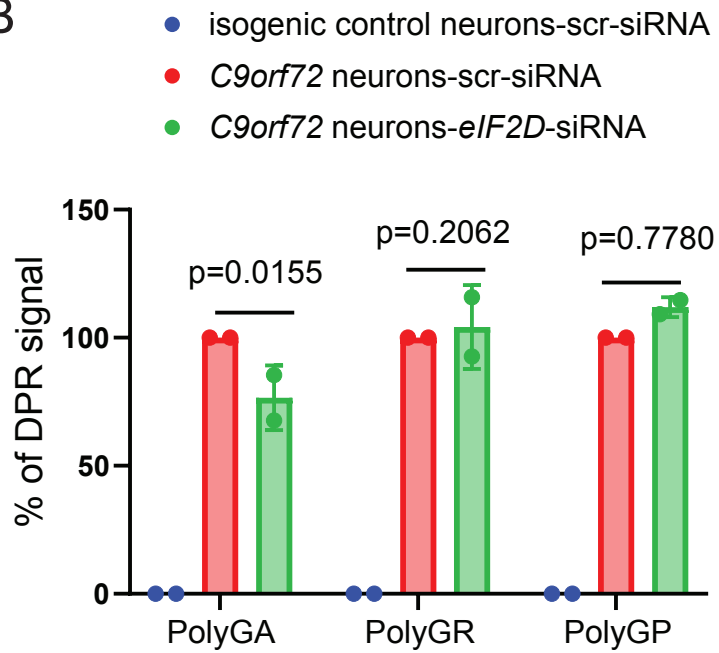 B
isogenic control neurons-scr-siRNA
C9orf72 neurons-scr-siRNA
C9orf72 neurons-eIF2D-siRNA
% of DPR signal
150
100
50
0
p=0.0155
p=0.2062
p=0.7780
PolyGA
PolyGR
PolyGP